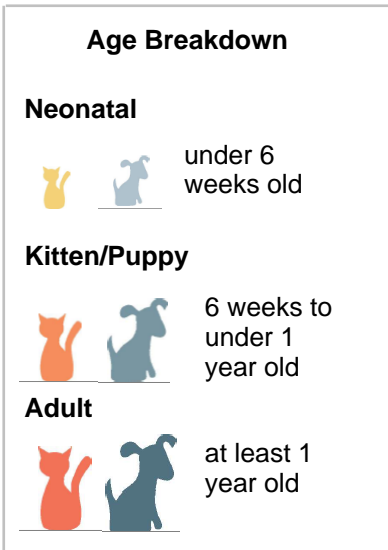 Age Breakdown
Neonatal
under 6
weeks old
Kitten/Puppy
6 weeks to
under 1
year old
Adult
at least 1
year old